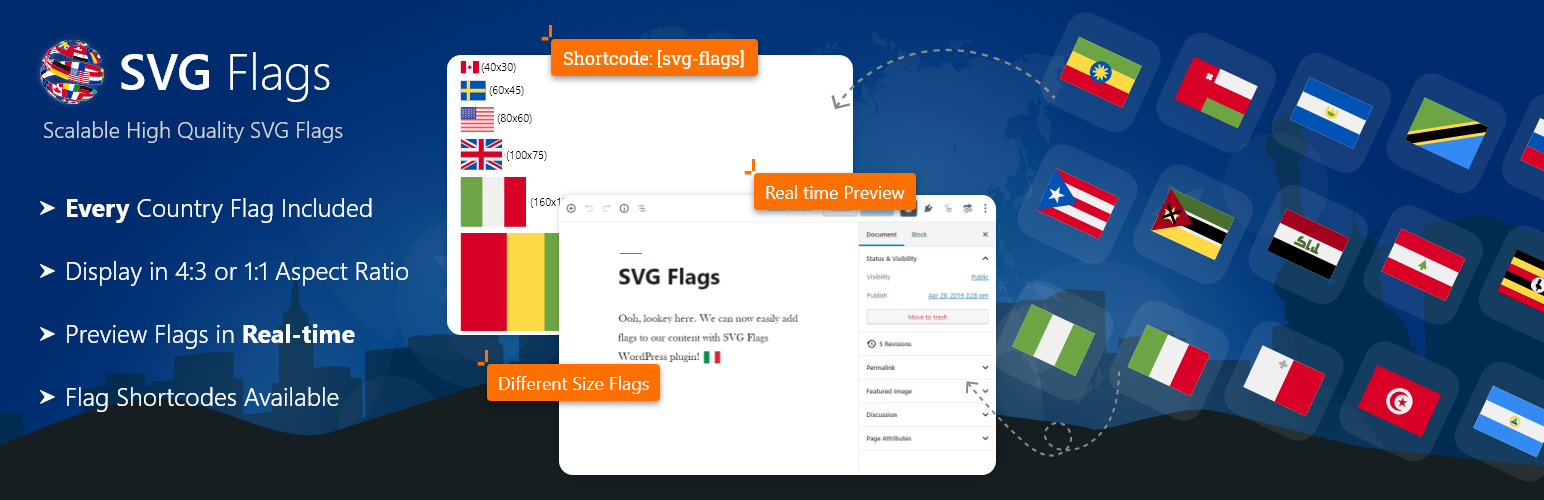 SVG Flags
Scalable High Quality SVG Flags
➤ Every Country Flag Included
➤ Display in 4:3 or 1:1 Aspect Ratio
➤ Preview Flags in Real-time
➤ Flag Shortcodes Available
Shortcode: [svg-flags]
(40x30)
(60x45)
(80x60)
(100x75)
(160x1
Real time Preview
Different Size Flags
SVG Flags
Ooh, lookey here. We can now easily add
flags to our content with SVG Flags
WordPress plugin!
Document
Block
Status & Visibility
Visibility
Public
Publish
Apr 28, 2019 2:28 pm
Move to trash
5 Revisions
Permalink
Featured Image
Discussion
Page Attributes